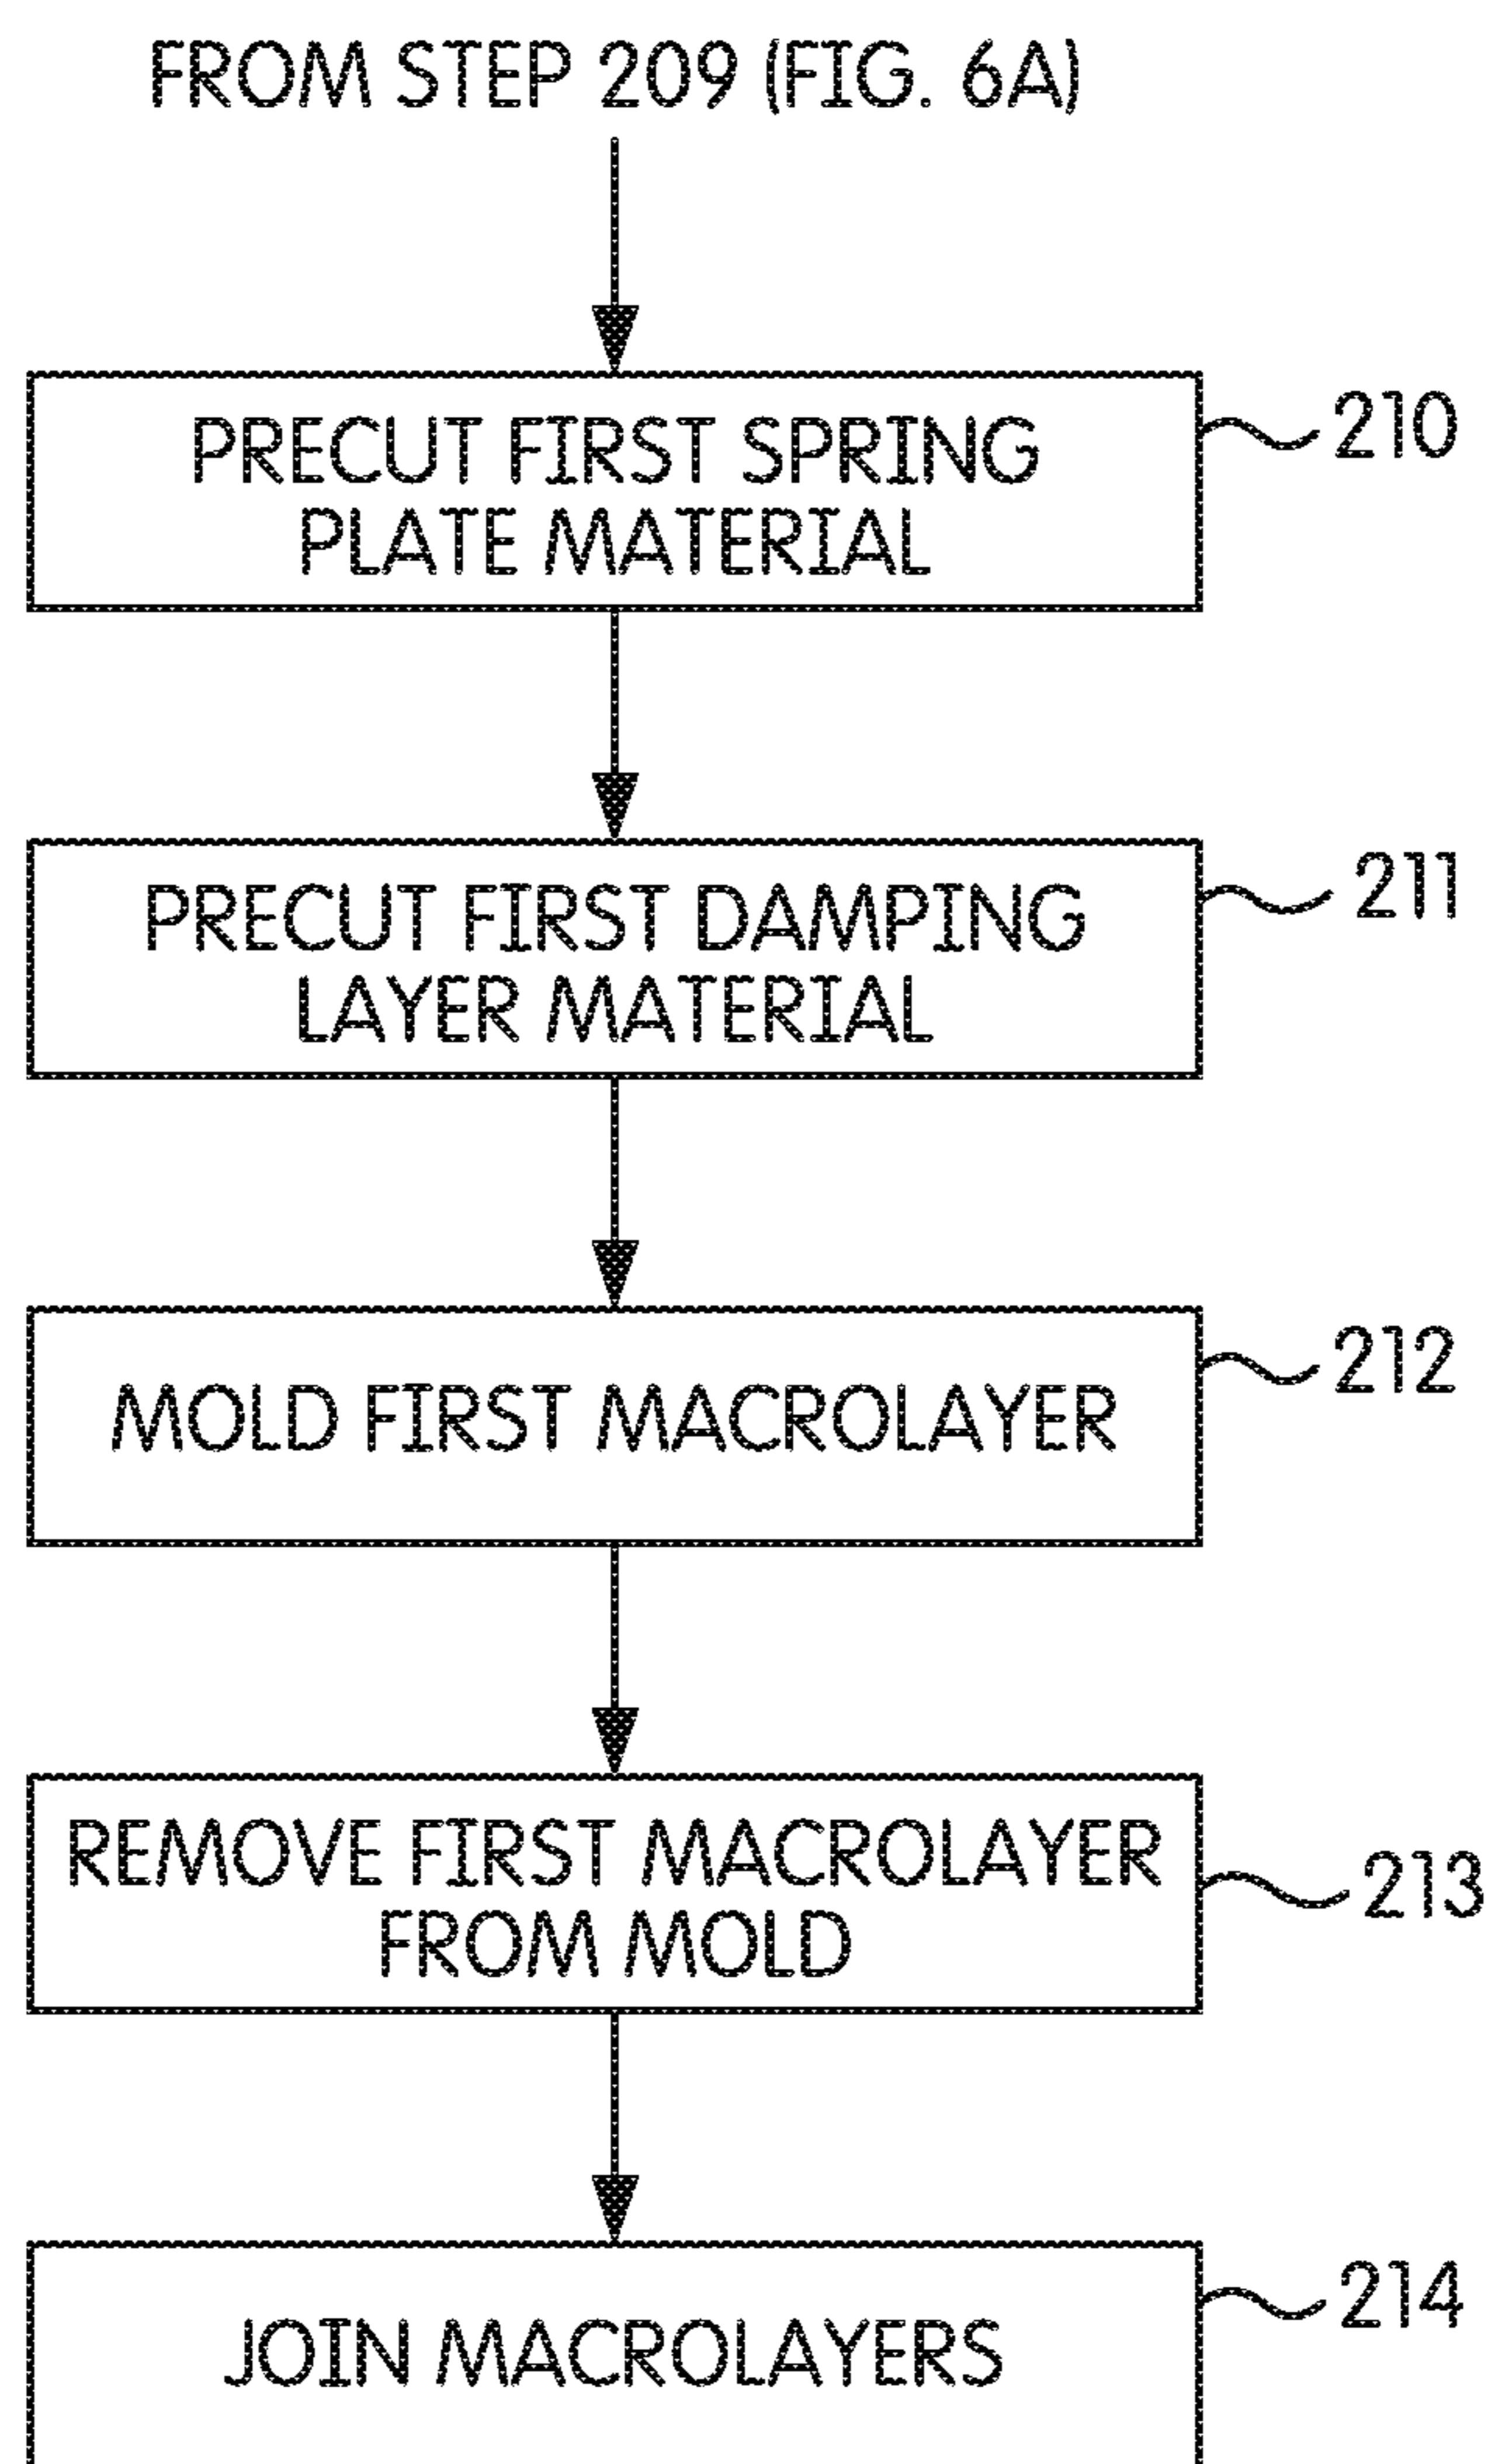 FROM STEP 209 (FIG. 6A)
PRECUT FIRST SPRING
PLATE MATERIAL
210
PRECUT FIRST DAMPING
LAYER MATERIAL
211
MOLD FIRST MACROLAYER
212
REMOVE FIRST MACROLAYER
FROM MOLD
213
JOIN MACROLAYERS
214